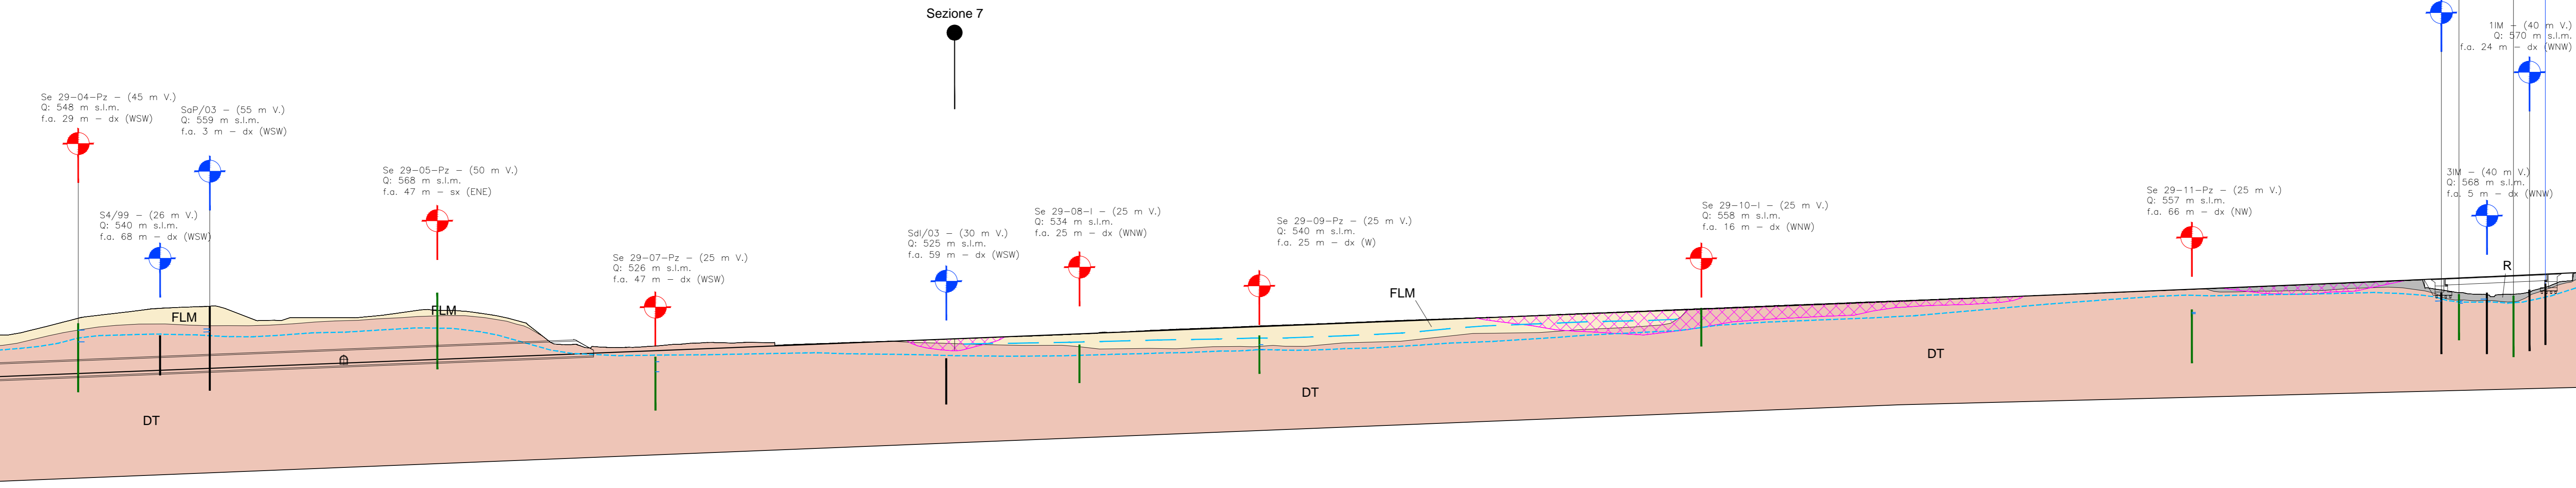 Sezione 7
1IM – (40 m V.)
Q: 570 m s.l.m.
f.a. 24 m – dx (WNW)
Se 29–04–Pz – (45 m V.)
Q: 548 m s.l.m.
f.a. 29 m – dx (WSW)
SaP/03 – (55 m V.)
Q: 559 m s.l.m.
f.a. 3 m – dx (WSW)
Se 29–05–Pz – (50 m V.)
Q: 568 m s.l.m.
f.a. 47 m – sx (ENE)
3IM – (40 m V.)
Q: 568 m s.l.m.
f.a. 5 m – dx (WNW)
Se 29–11–Pz – (25 m V.)
Q: 557 m s.l.m.
f.a. 66 m – dx (NW)
S4/99 – (26 m V.)
Q: 540 m s.l.m.
f.a. 68 m – dx (WSW)
Se 29–08–I – (25 m V.)
Q: 534 m s.l.m.
f.a. 25 m – dx (WNW)
Se 29–09–Pz – (25 m V.)
Q: 540 m s.l.m.
f.a. 25 m – dx (W)
Se 29–10–I – (25 m V.)
Q: 558 m s.l.m.
f.a. 16 m – dx (WNW)
SdI/03 – (30 m V.)
Q: 525 m s.l.m.
f.a. 59 m – dx (WSW)
Se 29–07–Pz – (25 m V.)
Q: 526 m s.l.m.
f.a. 47 m – dx (WSW)
R
FLM
FLM
FLM
DT
DT
DT